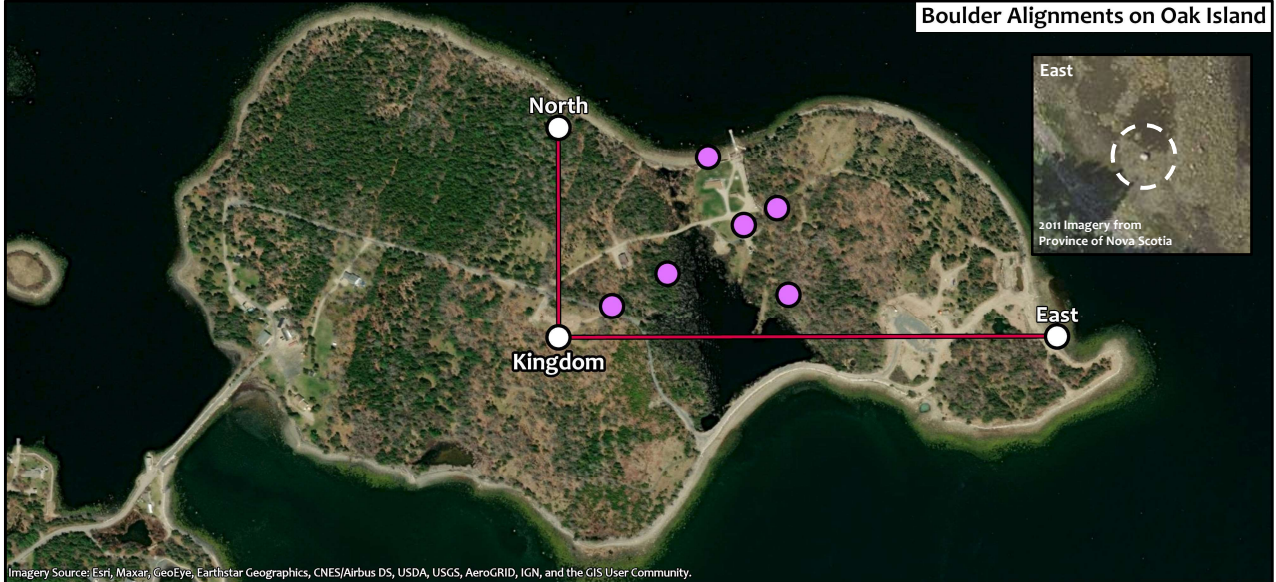 Boulder Alignments on Oak Island
East
2011 Imagery from
Province of Nova Scotia
North
East
Kingdom
Imagery Source: Esri, Maxar, GeoEye, Earthstar Geographics, CNES/Airbus DS, USDA, USGS, AeroGRID, IGN, and the GIS User Community.